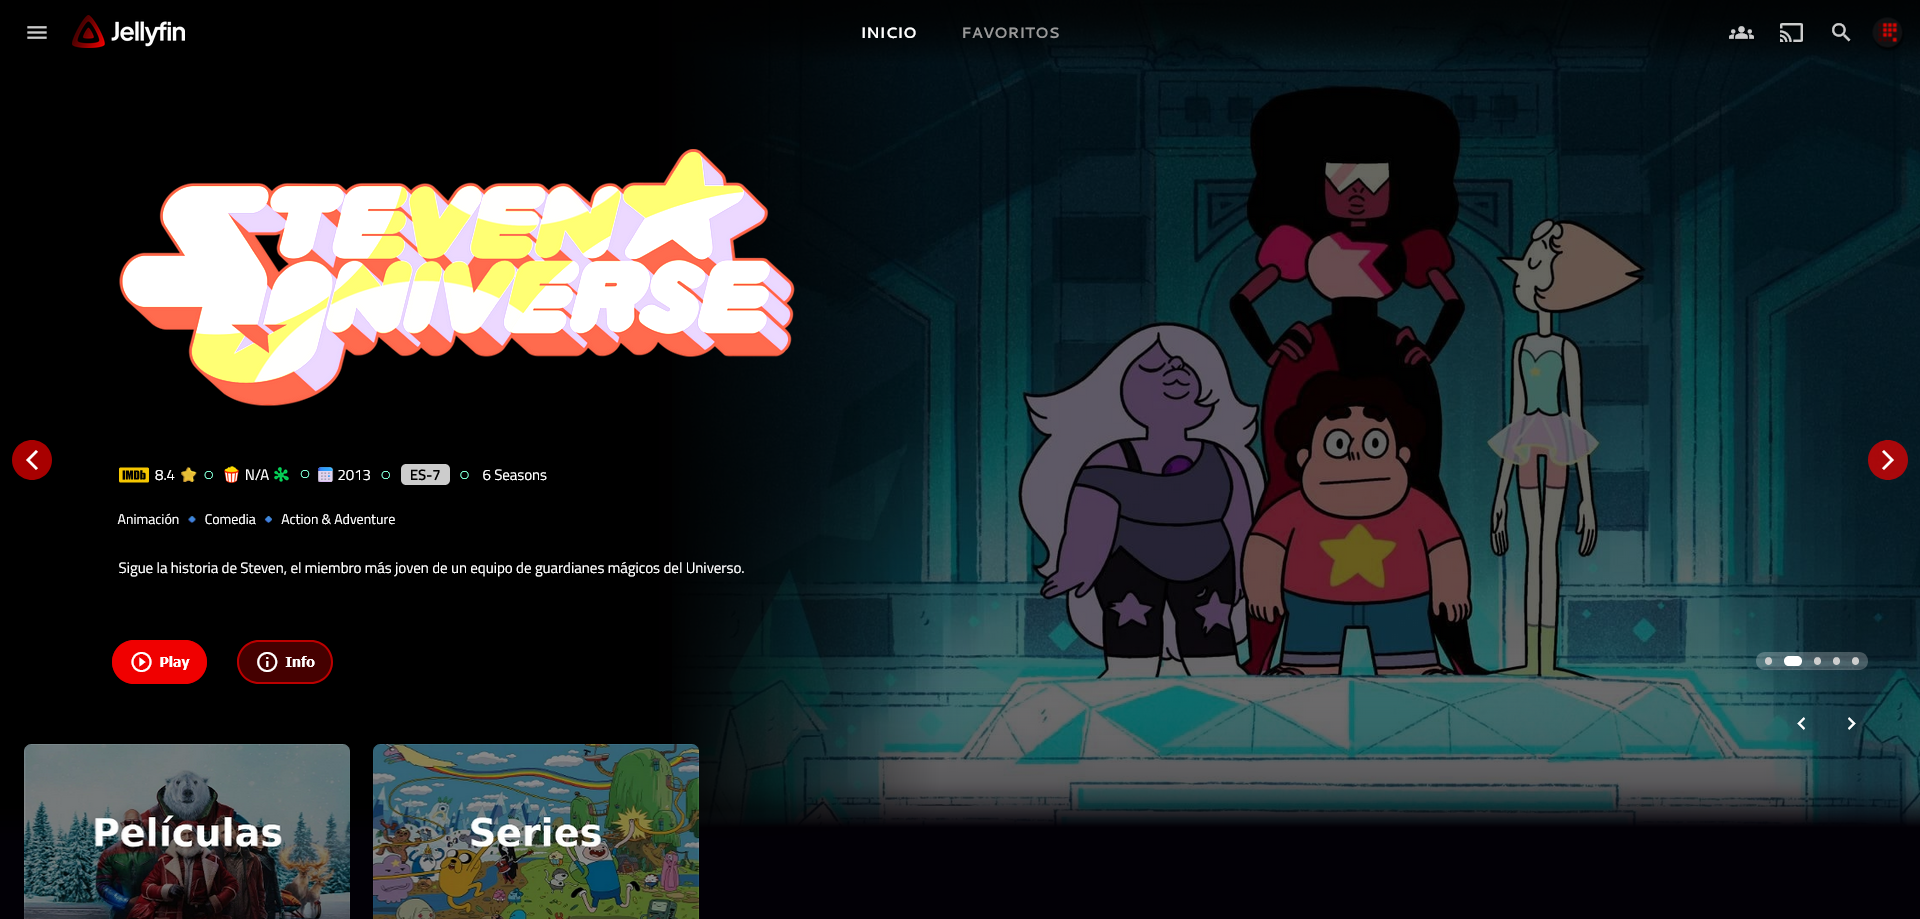 Jellyfin
INICIO
FAVORITOS
STEVEN
UNIVERSE
IMDb 8.4 N/A 2013 ES-7 6 Seasons
Animación Comedia Action & Adventure
Sigue la historia de Steven, el miembro más joven de un equipo de guardianes mágicos del Universo.
Play
Info
Películas
Series